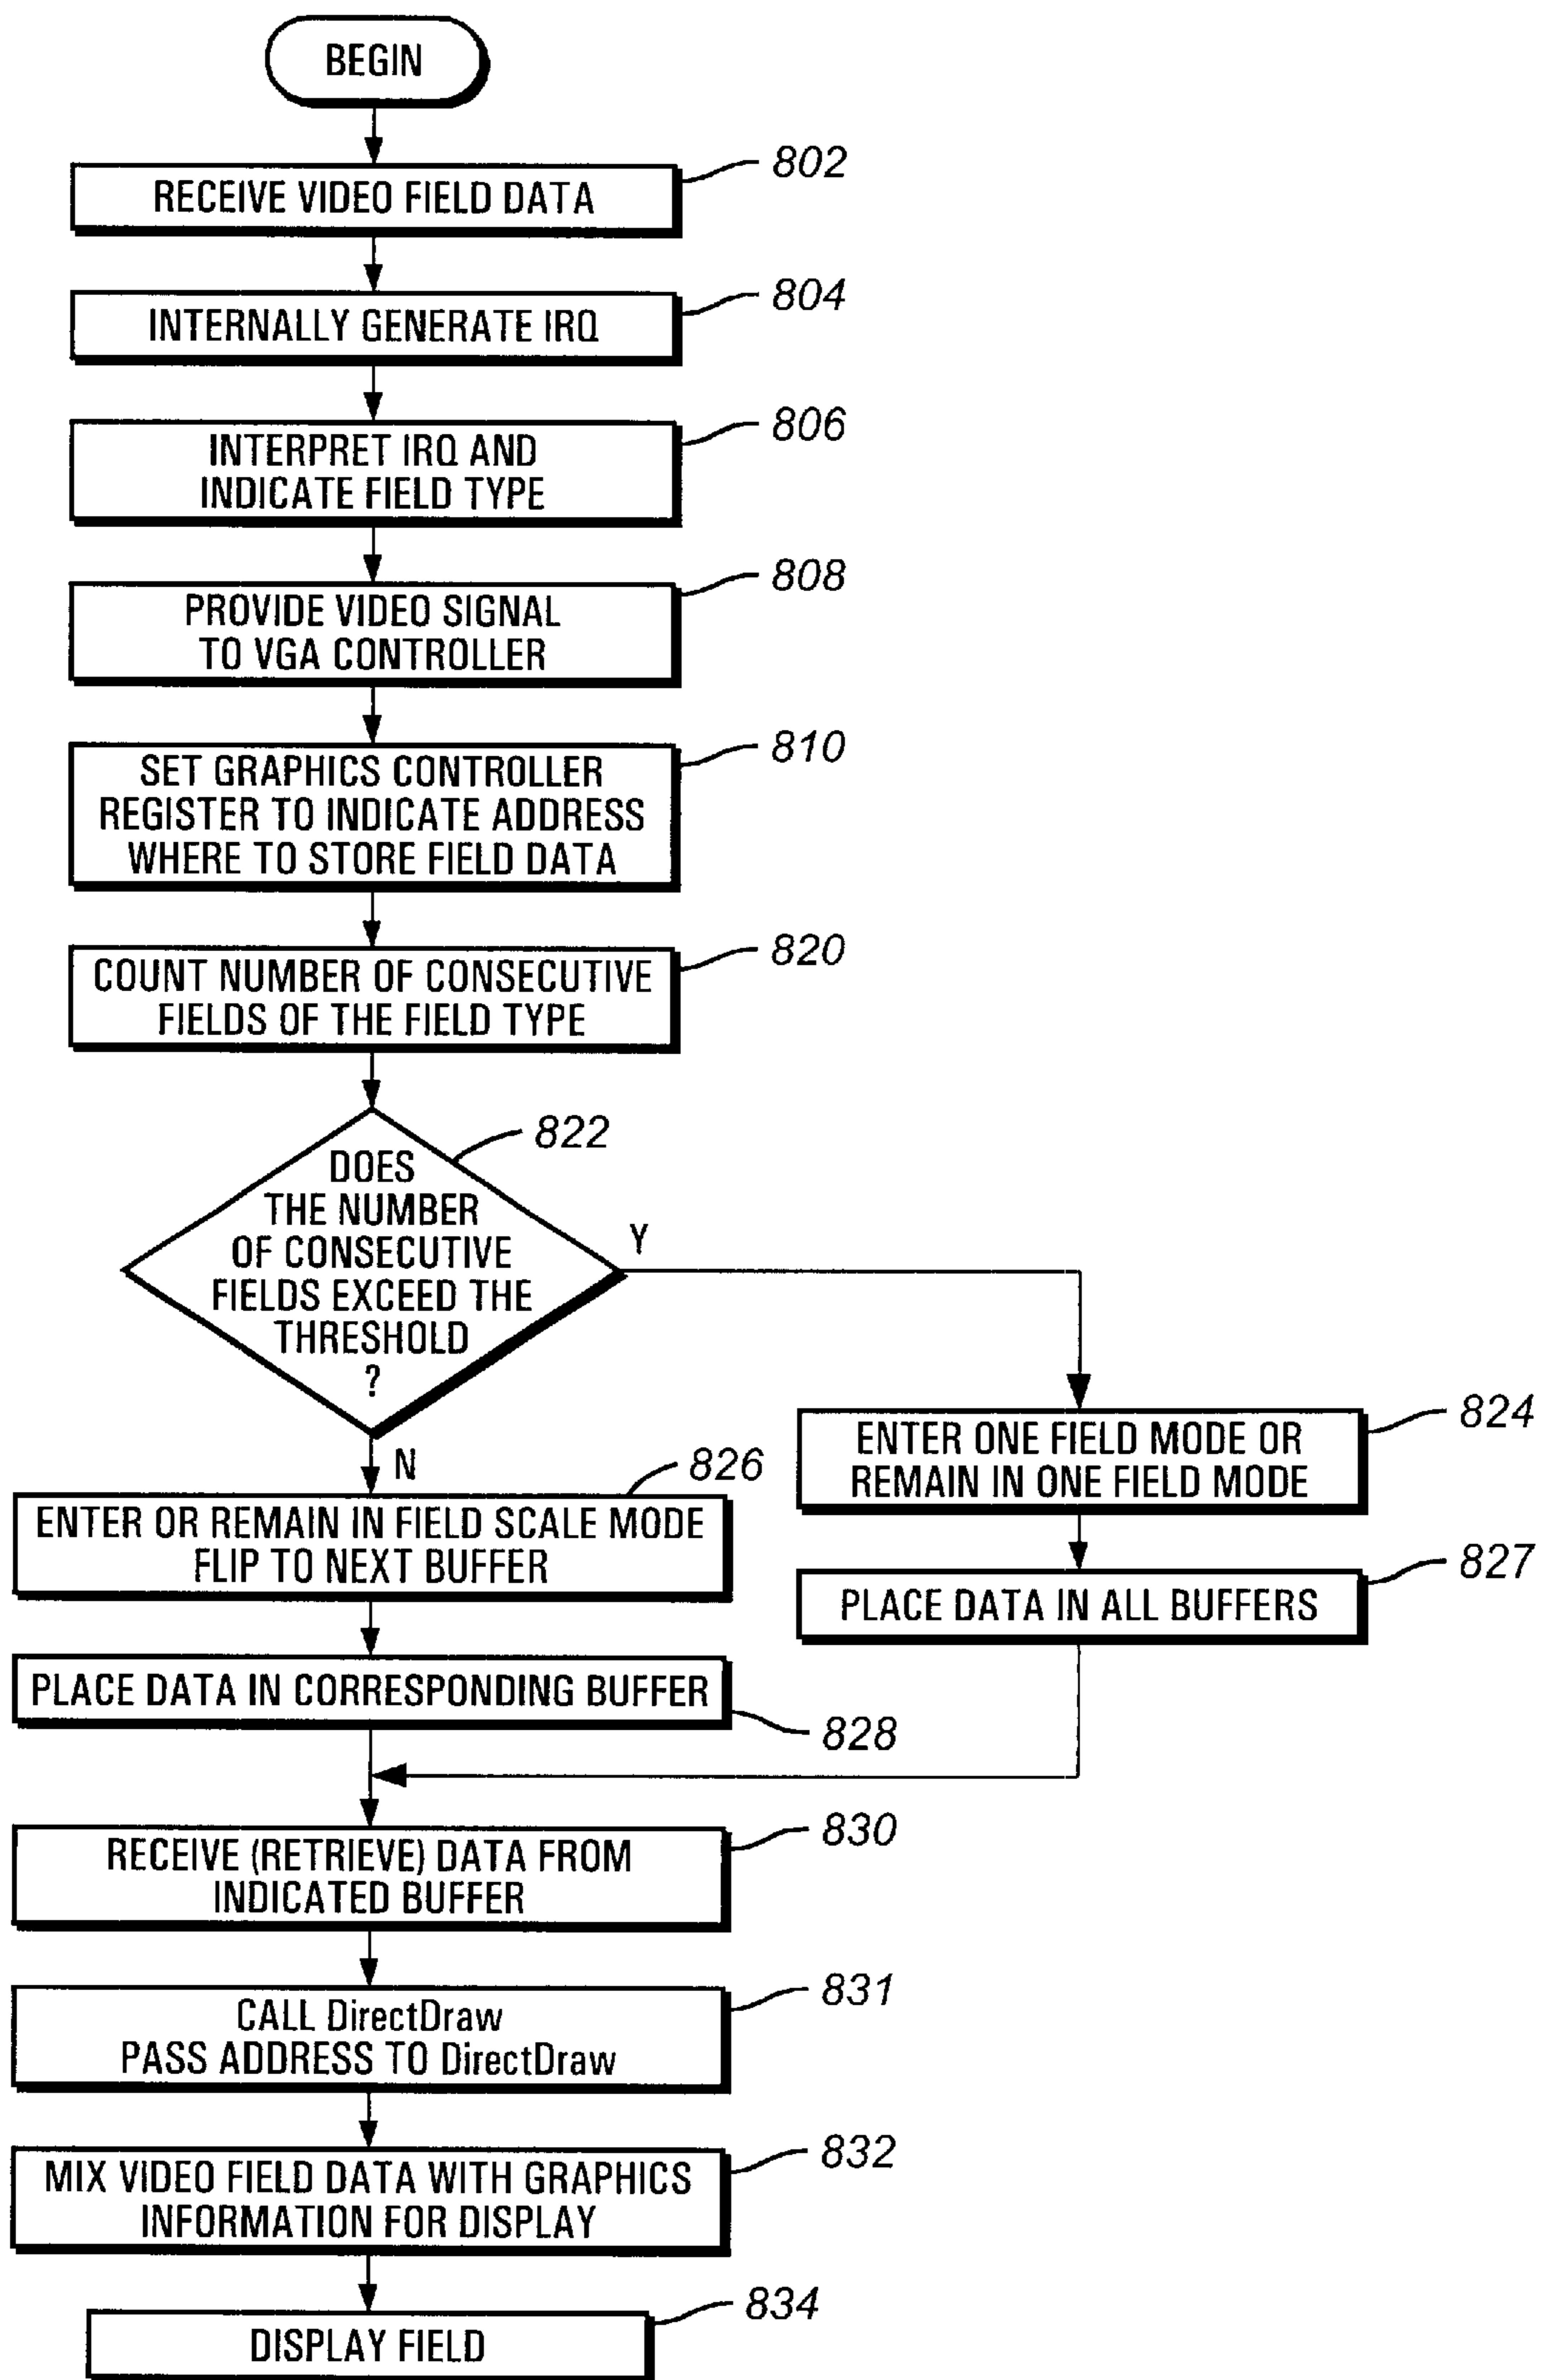 BEGIN
802
RECEIVE VIDEO FIELD DATA
804
INTERNALLY GENERATE IRQ
806
INTERPRET IRQ AND
INDICATE FIELD TYPE
808
PROVIDE VIDEO SIGNAL
TO VGA CONTROLLER
810
SET GRAPHICS CONTROLLER
REGISTER TO INDICATE ADDRESS
WHERE TO STORE FIELD DATA
820
COUNT NUMBER OF CONSECUTIVE
FIELDS OF THE FIELD TYPE
822
DOES
THE NUMBER
OF CONSECUTIVE
FIELDS EXCEED THE
THRESHOLD
?
Y
N
824
ENTER ONE FIELD MODE OR
REMAIN IN ONE FIELD MODE
826
ENTER OR REMAIN IN FIELD SCALE MODE
FLIP TO NEXT BUFFER
827
PLACE DATA IN ALL BUFFERS
PLACE DATA IN CORRESPONDING BUFFER
828
830
RECEIVE (RETRIEVE) DATA FROM
INDICATED BUFFER
831
CALL DirectDraw
PASS ADDRESS TO DirectDraw
832
MIX VIDEO FIELD DATA WITH GRAPHICS
INFORMATION FOR DISPLAY
834
DISPLAY FIELD